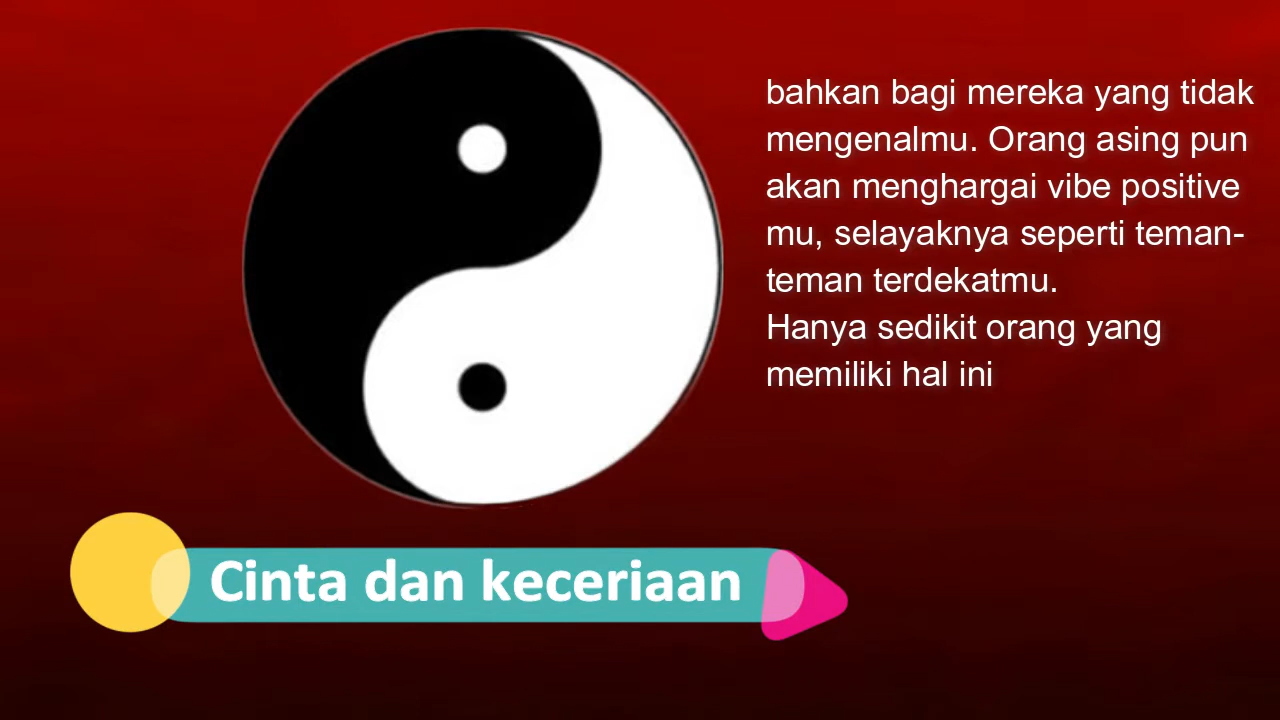 bahkan bagi mereka yang tidak
mengenalmu. Orang asing pun
akan menghargai vibe positive
mu, selayaknya seperti teman-
teman terdekatmu.
Hanya sedikit orang yang
memiliki hal ini
Cinta dan keceriaan